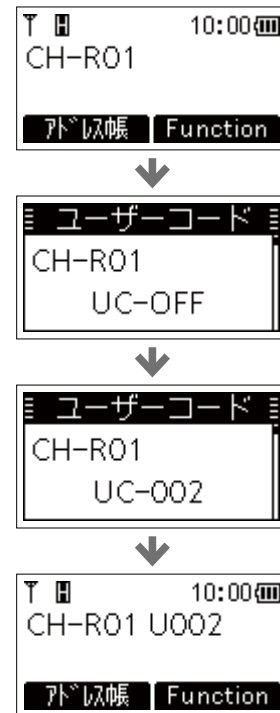 H 10:00
CH-R01
ｱﾄﾞﾚｽ帳 Function
ユーザーコード
CH-R01
UC-OFF
ユーザーコード
CH-R01
UC-002
H 10:00
CH-R01 U002
ｱﾄﾞﾚｽ帳 Function